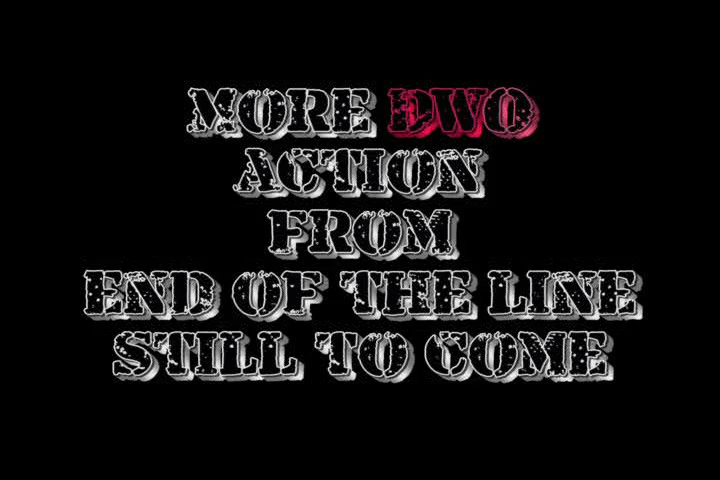 MORE DWO
ACTION
FROM
END OF THE LINE
STILL TO COME